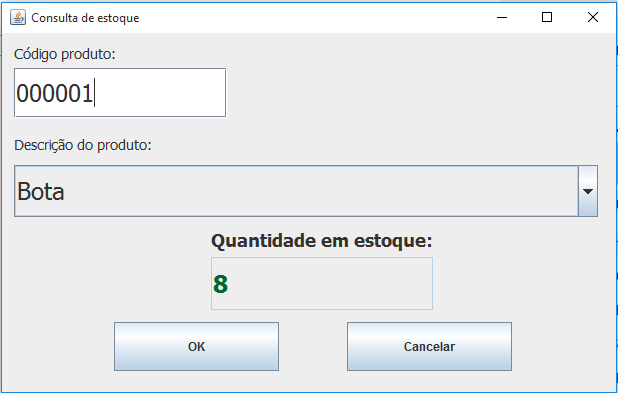 Consulta de estoque
Código produto:
000001
Descrição do produto:
Bota
Quantidade em estoque:
8
OK
Cancelar